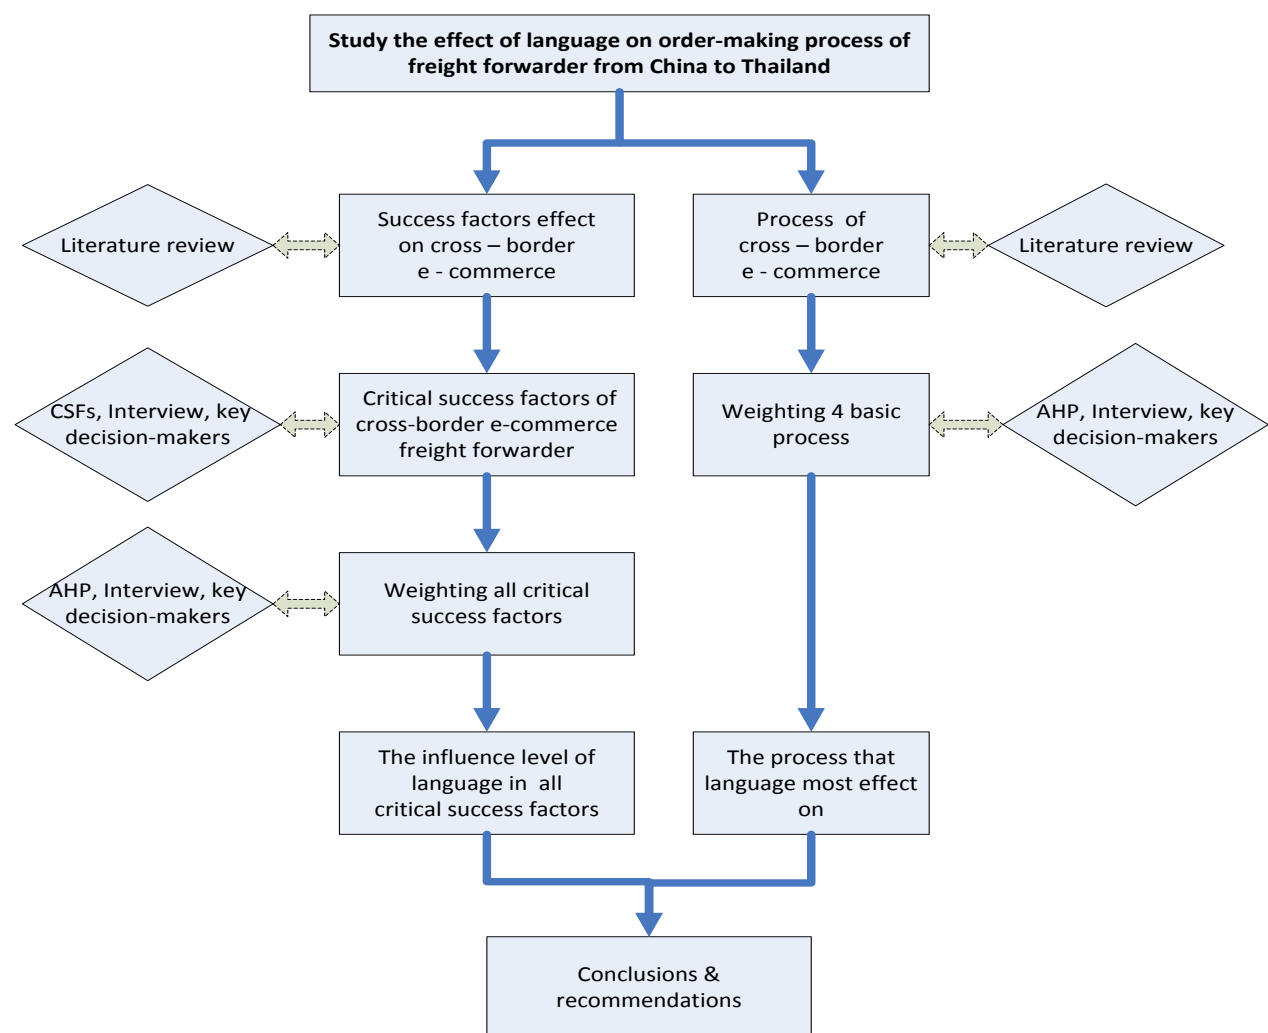 Study the effect of language on order-making process of
freight forwarder from China to Thailand
Literature review
Success factors effect
on cross – border
e - commerce
Process of
cross – border
e - commerce
Literature review
CSFs, Interview, key
decision-makers
Critical success factors of
cross-border e-commerce
freight forwarder
Weighting 4 basic
process
AHP, Interview, key
decision-makers
AHP, Interview, key
decision-makers
Weighting all critical
success factors
The influence level of
language in all
critical success factors
The process that
language most effect
on
Conclusions &
recommendations